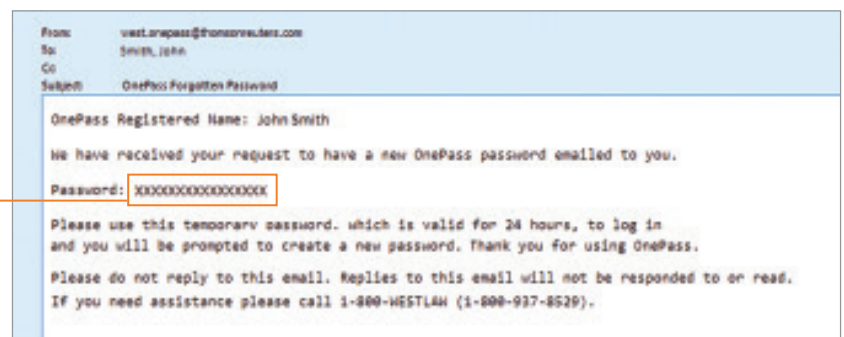 From: west.onepass@thomsonreuters.com
To: Smith, John
Cc
Subject: OnePass Forgotten Password
OnePass Registered Name: John Smith
We have received your request to have a new OnePass password emailed to you.
Password: XXXXXXXXXXXXXXXX
Please use this temporary password, which is valid for 24 hours, to log in
and you will be prompted to create a new password. Thank you for using OnePass.
Please do not reply to this email. Replies to this email will not be responded to or read.
If you need assistance please call 1-800-WESTLAW (1-800-937-8529).